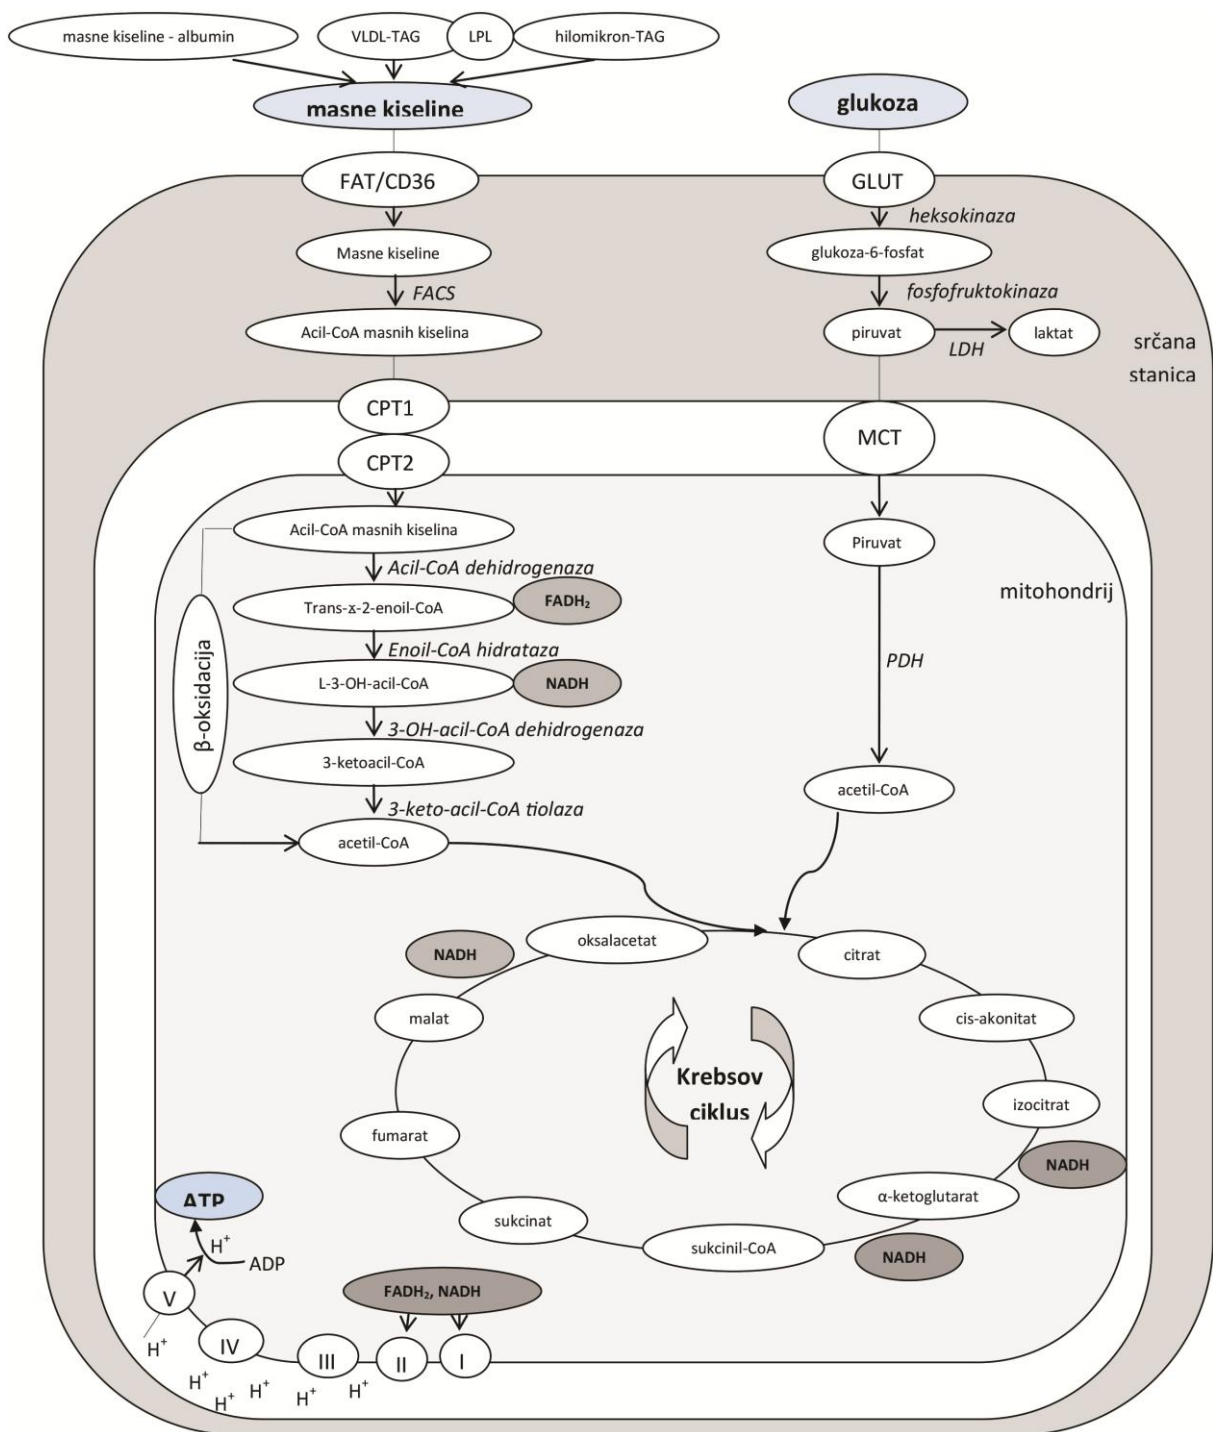 masne kiseline - albumin
VLDL-TAG
LPL
hilomikron-TAG
masne kiseline
glukoza
FAT/CD36
GLUT
heksokinaza
Masne kiseline
glukoza-6-fosfat
FACS
fosfofruktokinaza
Acil-CoA masnih kiselina
piruvat
LDH
laktat
srčana
stanica
CPT1
MCT
CPT2
Acil-CoA masnih kiselina
Piruvat
Acil-CoA dehidrogenaza
mitohondrij
Trans-ɤ-2-enoil-CoA
FADH₂
Enoil-CoA hidrataza
PDH
β-oksidacija
L-3-OH-acil-CoA
NADH
3-OH-acil-CoA dehidrogenaza
3-ketoacil-CoA
acetil-CoA
3-keto-acil-CoA tiolaza
acetil-CoA
oksalacetat
NADH
citrat
malat
cis-akonitat
Krebsov
ciklus
izocitrat
fumarat
NADH
ATP
α-ketoglutarat
sukcinat
H⁺
ADP
sukcinil-CoA
NADH
FADH₂, NADH
V
H⁺
IV
III
II
I
H⁺
H⁺
H⁺
H⁺
H⁺